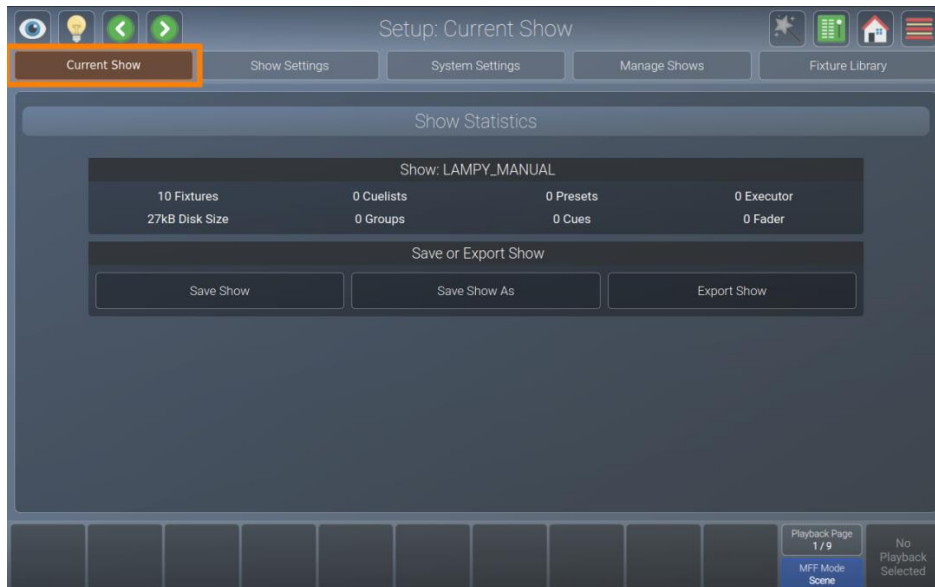 Setup: Current Show
Current Show
Show Settings
System Settings
Manage Shows
Fixture Library
Show Statistics
Show: LAMPY_MANUAL
10 Fixtures
0 Cuelists
0 Presets
0 Executor
27kB Disk Size
0 Groups
0 Cues
0 Fader
Save or Export Show
Save Show
Save Show As
Export Show
Playback Page
1 / 9
MFF Mode
Scene
No
Playback
Selected